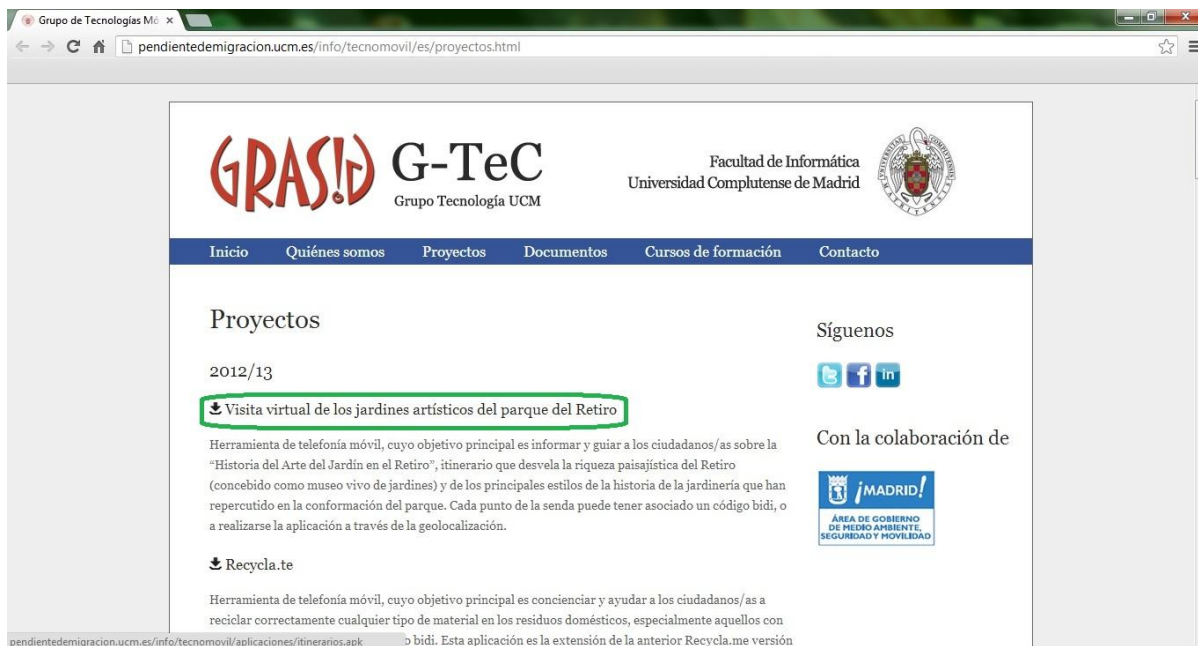 Grupo de Tecnologías Mó
pendientedemigracion.ucm.es/info/tecnomovil/es/proyectos.html
GRAS!D
G-TeC
Grupo Tecnología UCM
Facultad de Informática
Universidad Complutense de Madrid
Inicio Quiénes somos Proyectos Documentos Cursos de formación Contacto
Proyectos
2012/13
Visita virtual de los jardines artísticos del parque del Retiro
Herramienta de telefonía móvil, cuyo objetivo principal es informar y guiar a los ciudadanos/as sobre la
“Historia del Arte del Jardín en el Retiro”, itinerario que desvela la riqueza paisajística del Retiro
(concebido como museo vivo de jardines) y de los principales estilos de la historia de la jardinería que han
repercutido en la conformación del parque. Cada punto de la senda puede tener asociado un código bidi, o
a realizarse la aplicación a través de la geolocalización.
Recycla.te
Herramienta de telefonía móvil, cuyo objetivo principal es concienciar y ayudar a los ciudadanos/as a
reciclar correctamente cualquier tipo de material en los residuos domésticos, especialmente aquellos con
o bidi. Esta aplicación es la extensión de la anterior Recycla.me versión
Síguenos
in
Con la colaboración de
¡MADRID!
ÁREA DE GOBIERNO
DE MEDIO AMBIENTE,
SEGURIDAD Y MOVILIDAD
pendientedemigracion.ucm.es/info/tecnomovil/aplicaciones/itinerarios.apk